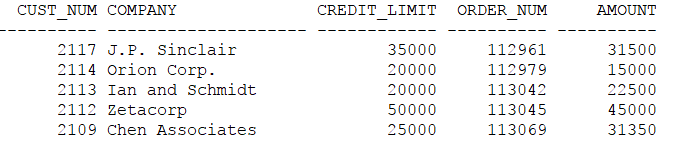 CUST_NUM COMPANY CREDIT_LIMIT ORDER_NUM AMOUNT
---------- -------------------- ------------ ---------- ----------
2117 J.P. Sinclair 35000 112961 31500
2114 Orion Corp. 20000 112979 15000
2113 Ian and Schmidt 20000 113042 22500
2112 Zetacorp 50000 113045 45000
2109 Chen Associates 25000 113069 31350